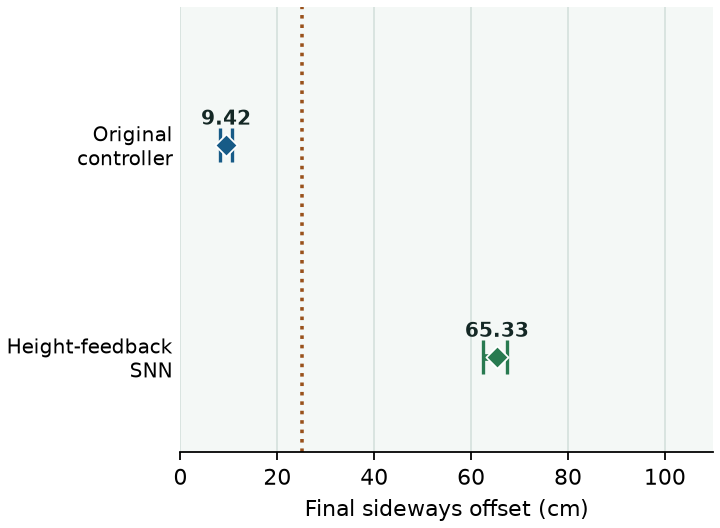 9.42
Original
controller
65.33
Height-feedback
SNN
0 20 40 60 80 100
Final sideways offset (cm)